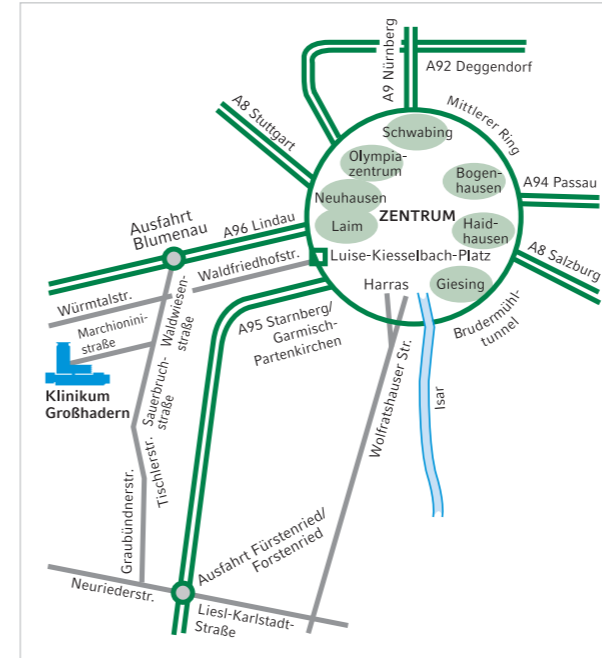 A9 Nürnberg
A92 Deggendorf
A8 Stuttgart
Mittlerer Ring
Schwabing
Olympia-
zentrum
Bogen-
hausen
A94 Passau
Neuhausen
ZENTRUM
Laim
Haid-
hausen
Ausfahrt
Blumenau
A96 Lindau
Waldfriedhofstr.
Luise-Kiesselbach-Platz
A8 Salzburg
Harras
Giesing
Würmtalstr.
Marchionini-
straße
Waldwiesen-
straße
A95 Starnberg/
Garmisch-
Partenkirchen
Brudermühl-
tunnel
Klinikum
Großhadern
Sauerbruch-
straße
Wolfratshauser Str.
Isar
Tischlerstr.
Graubündnerstr.
Ausfahrt Fürstenried/
Forstenried
Neuriederstr.
Liesl-Karlstadt-
Straße